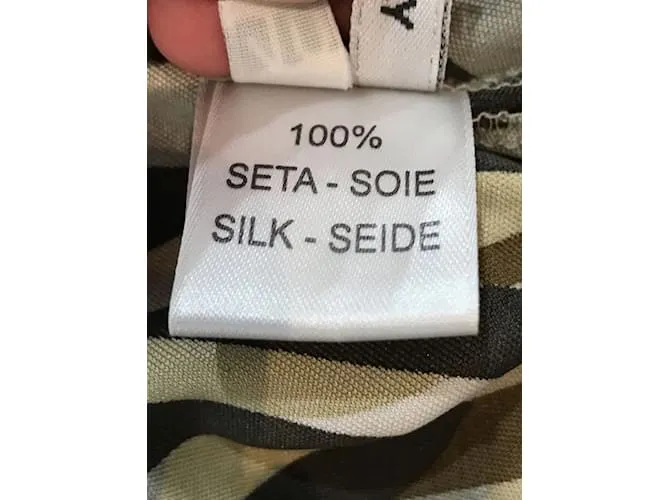 Y
100%
SETA - SOIE
SILK - SEIDE